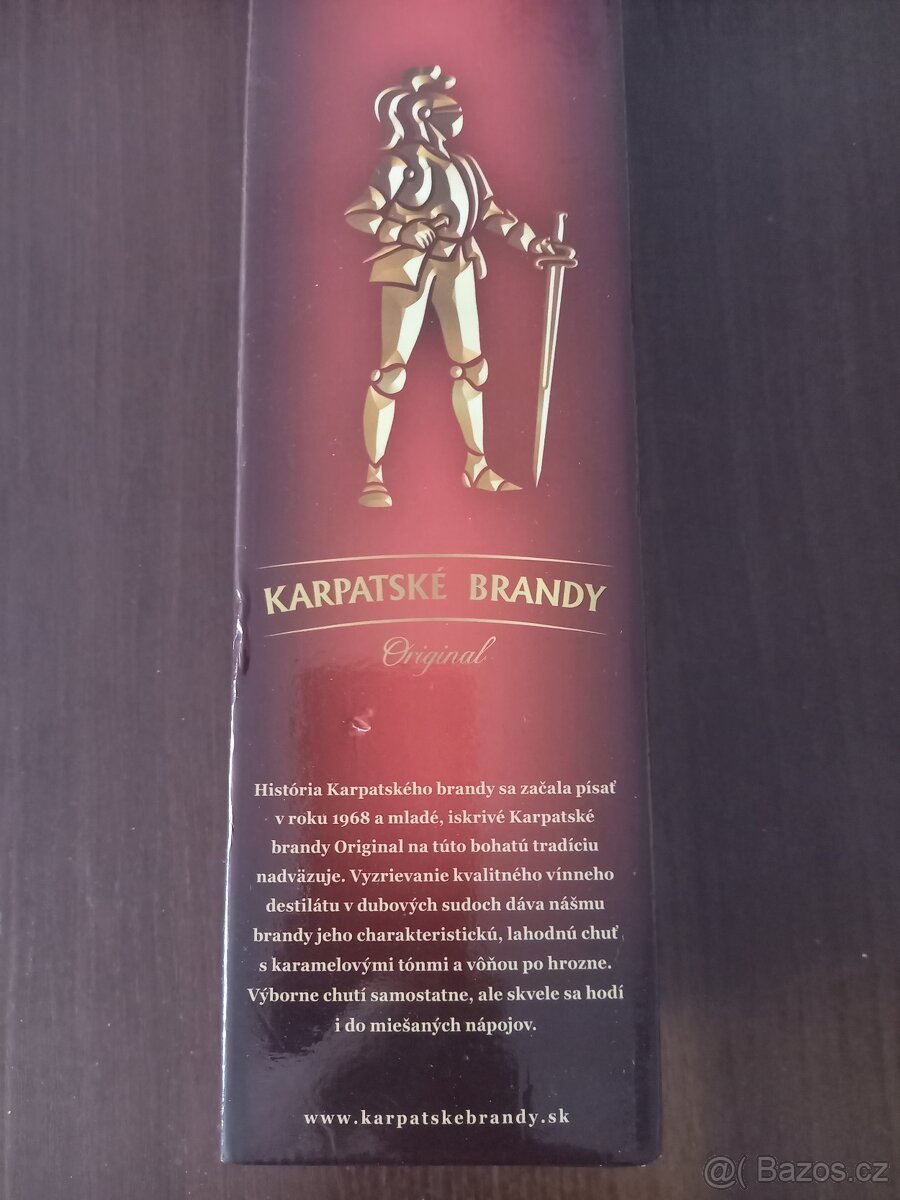 KARPATSKÉ BRANDY
Original
História Karpatského brandy sa začala písať
v roku 1968 a mladé, iskrivé Karpatské
brandy Original na túto bohatú tradíciu
nadväzuje. Vyzrievanie kvalitného vínneho
destilátu v dubových sudoch dáva nášmu
brandy jeho charakteristickú, lahodnú chuť
s karamelovými tónmi a vôňou po hrozne.
Výborne chutí samostatne, ale skvele sa hodí
i do miešaných nápojov.
www.karpatskebrandy.sk
@( Bazos.cz